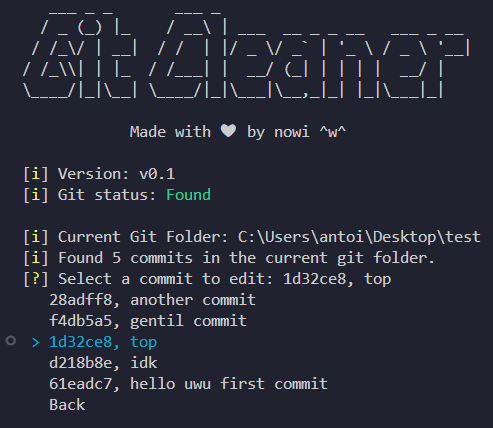 Git Cleaner
Made with ♥ by nowi ^w^
[i] Version: v0.1
[i] Git status: Found
[i] Current Git Folder: C:\Users\antoi\Desktop\test
[i] Found 5 commits in the current git folder.
[?] Select a commit to edit: 1d32ce8, top
28adff8, another commit
f4db5a5, gentil commit
> 1d32ce8, top
d218b8e, idk
61eadc7, hello uwu first commit
Back